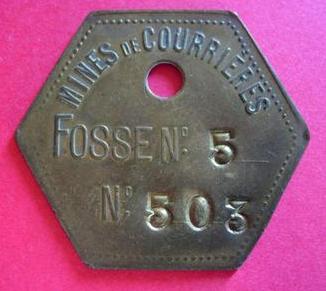 MINES DE COURRIÈRES
FOSSE No. 5
No. 503